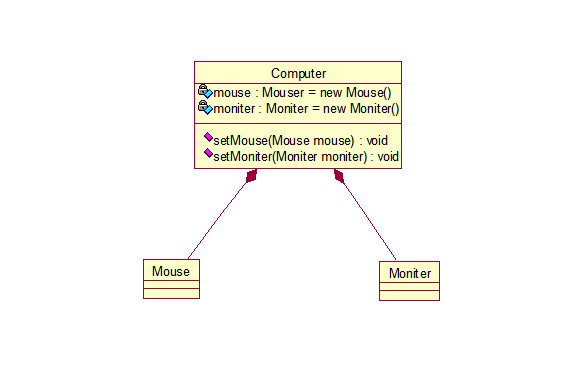 Computer
mouse : Mouser = new Mouse()
moniter : Moniter = new Moniter()
setMouse(Mouse mouse) : void
setMoniter(Moniter moniter) : void
Mouse
Moniter